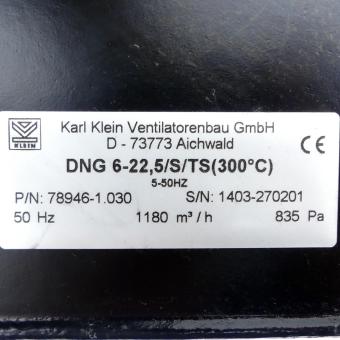 KLEIN
Karl Klein Ventilatorenbau GmbH
D - 73773 Aichwald
CE
DNG 6-22,5/S/TS(300°C)
5-50HZ
P/N: 78946-1.030 S/N: 1403-270201
50 Hz 1180 m³/h 835 Pa